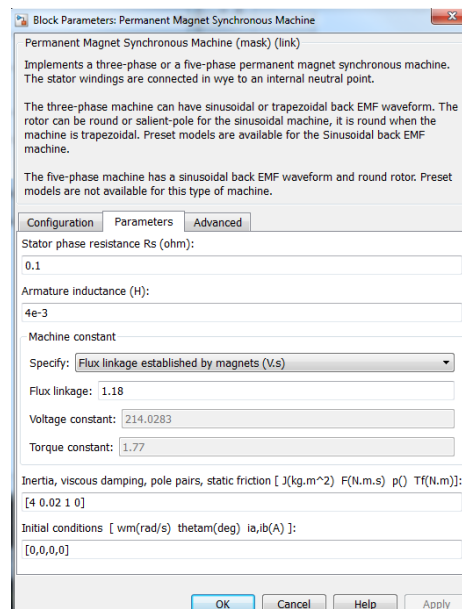 Block Parameters: Permanent Magnet Synchronous Machine
Permanent Magnet Synchronous Machine (mask) (link)
Implements a three-phase or a five-phase permanent magnet synchronous machine.
The stator windings are connected in wye to an internal neutral point.
The three-phase machine can have sinusoidal or trapezoidal back EMF waveform. The
rotor can be round or salient-pole for the sinusoidal machine, it is round when the
machine is trapezoidal. Preset models are available for the Sinusoidal back EMF
machine.
The five-phase machine has a sinusoidal back EMF waveform and round rotor. Preset
models are not available for this type of machine.
Configuration Parameters Advanced
Stator phase resistance Rs (ohm):
0.1
Armature inductance (H):
4e-3
Machine constant
Specify: Flux linkage established by magnets (V.s)
Flux linkage: 1.18
Voltage constant: 214.0283
Torque constant: 1.77
Inertia, viscous damping, pole pairs, static friction [ J(kg.m^2)  F(N.m.s)  p()  Tf(N.m)]:
[4 0.02 1 0]
Initial conditions  [ wm(rad/s)  thetam(deg)  ia,ib(A) ]:
[0,0,0,0]
OK Cancel Help Apply